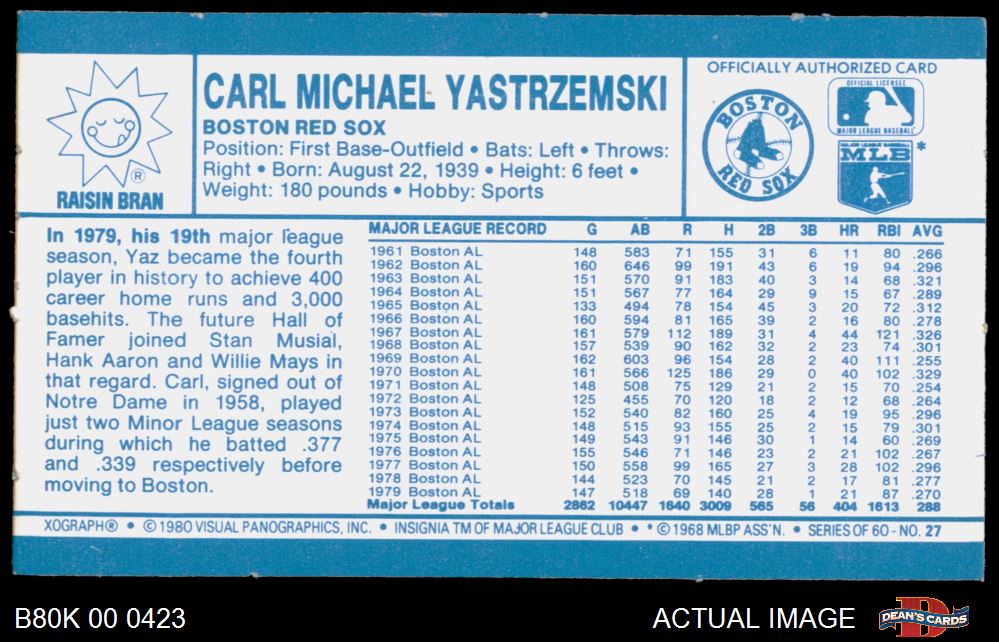 RAISIN BRAN
®
CARL MICHAEL YASTRZEMSKI
BOSTON RED SOX
Position: First Base-Outfield • Bats: Left • Throws:
Right • Born: August 22, 1939 • Height: 6 feet •
Weight: 180 pounds • Hobby: Sports
OFFICIALLY AUTHORIZED CARD
BOSTON
RED SOX
OFFICIAL LICENSEE
MAJOR LEAGUE BASEBALL
MAJOR LEAGUE BASEBALL
MLB *
In 1979, his 19th major league
season, Yaz became the fourth
player in history to achieve 400
career home runs and 3,000
basehits. The future Hall of
Famer joined Stan Musial,
Hank Aaron and Willie Mays in
that regard. Carl, signed out of
Notre Dame in 1958, played
just two Minor League seasons
during which he batted .377
and .339 respectively before
moving to Boston.
MAJOR LEAGUE RECORD G AB R H 2B 3B HR RBI AVG
1961 Boston AL 148 583 71 155 31 6 11 80 .266
1962 Boston AL 160 646 99 191 43 6 19 94 .296
1963 Boston AL 151 570 91 183 40 3 14 68 .321
1964 Boston AL 151 567 77 164 29 9 15 67 .289
1965 Boston AL 133 494 78 154 45 3 20 72 .312
1966 Boston AL 160 594 81 165 39 2 16 80 .278
1967 Boston AL 161 579 112 189 31 4 44 121 .326
1968 Boston AL 157 539 90 162 32 2 23 74 .301
1969 Boston AL 162 603 96 154 28 2 40 111 .255
1970 Boston AL 161 566 125 186 29 0 40 102 .329
1971 Boston AL 148 508 75 129 21 2 15 70 .254
1972 Boston AL 125 455 70 120 18 2 12 68 .264
1973 Boston AL 152 540 82 160 25 4 19 95 .296
1974 Boston AL 148 515 93 155 25 2 15 79 .301
1975 Boston AL 149 543 91 146 30 1 14 60 .269
1976 Boston AL 155 546 71 146 23 2 21 102 .267
1977 Boston AL 150 558 99 165 27 3 28 102 .296
1978 Boston AL 144 523 70 145 21 2 17 81 .277
1979 Boston AL 147 518 69 140 28 1 21 87 .270
Major League Totals 2862 10447 1640 3009 565 56 404 1613 288
XOGRAPH® • ©1980 VISUAL PANOGRAPHICS, INC. • INSIGNIA TM OF MAJOR LEAGUE CLUB • * ©1968 MLBP ASS'N. • SERIES OF 60 - NO. 27
B80K 00 0423
ACTUAL IMAGE
DEAN'S CARDS